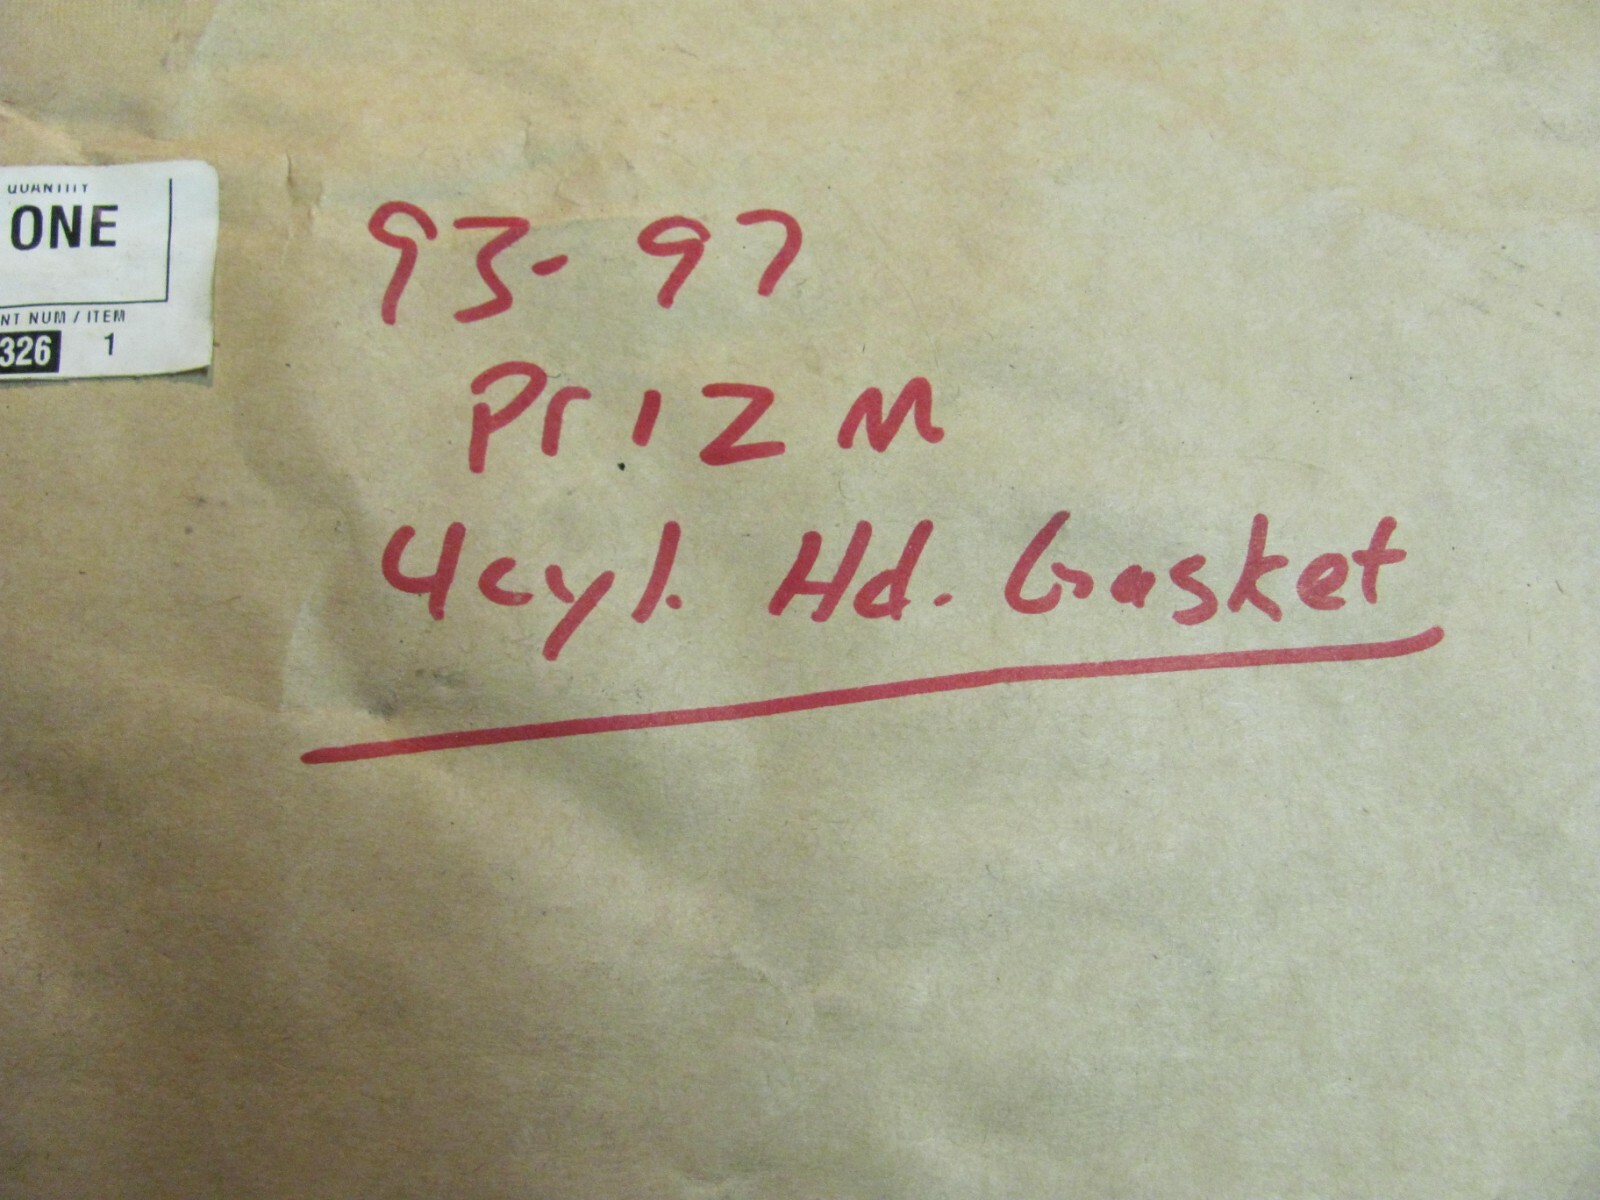 QUANTITY
ONE
NT NUM / ITEM
326 1
93-97
Prizm
4cyl. Hd. Gasket